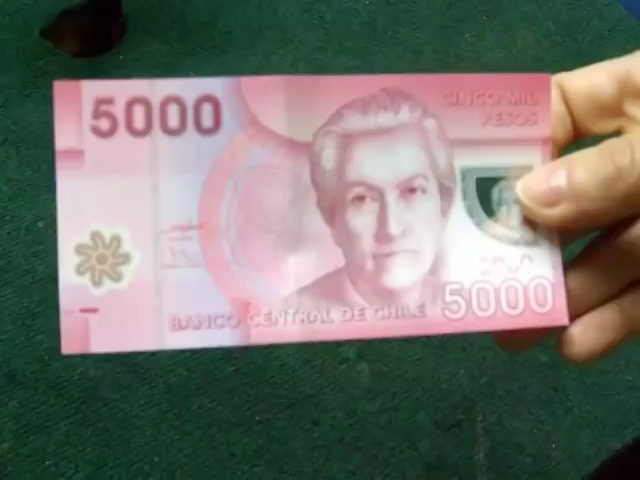 5000
CINCO MIL
PESOS
BANCO CENTRAL DE CHILE
5000